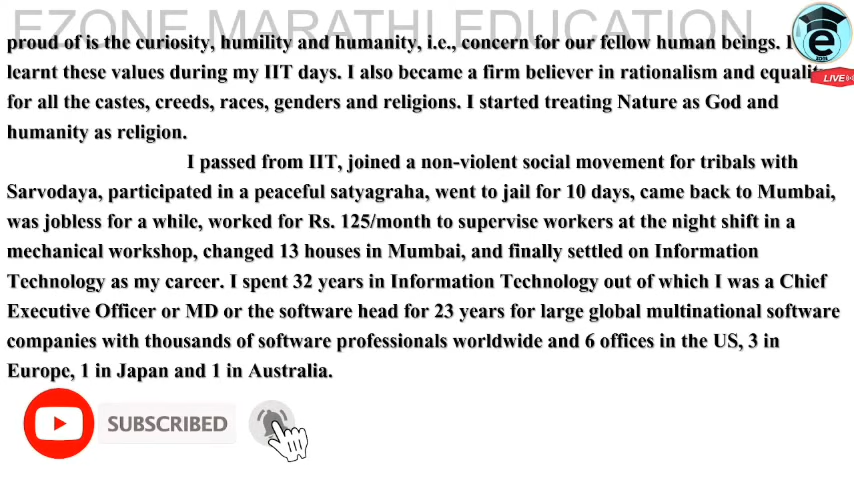 EZONE MARATHI EDUCATION
proud of is the curiosity, humility and humanity, i.e., concern for our fellow human beings. I
learnt these values during my IIT days. I also became a firm believer in rationalism and equality
for all the castes, creeds, races, genders and religions. I started treating Nature as God and
humanity as religion.
I passed from IIT, joined a non-violent social movement for tribals with
Sarvodaya, participated in a peaceful satyagraha, went to jail for 10 days, came back to Mumbai,
was jobless for a while, worked for Rs. 125/month to supervise workers at the night shift in a
mechanical workshop, changed 13 houses in Mumbai, and finally settled on Information
Technology as my career. I spent 32 years in Information Technology out of which I was a Chief
Executive Officer or MD or the software head for 23 years for large global multinational software
companies with thousands of software professionals worldwide and 6 offices in the US, 3 in
Europe, 1 in Japan and 1 in Australia.
e
LIVE
SUBSCRIBED